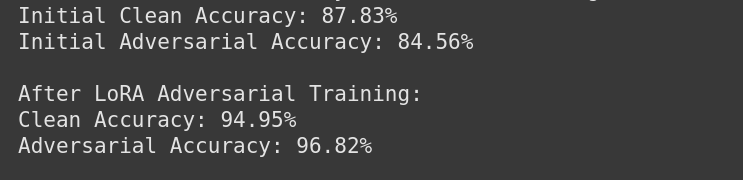 Initial Clean Accuracy: 87.83%
Initial Adversarial Accuracy: 84.56%
After LoRA Adversarial Training:
Clean Accuracy: 94.95%
Adversarial Accuracy: 96.82%